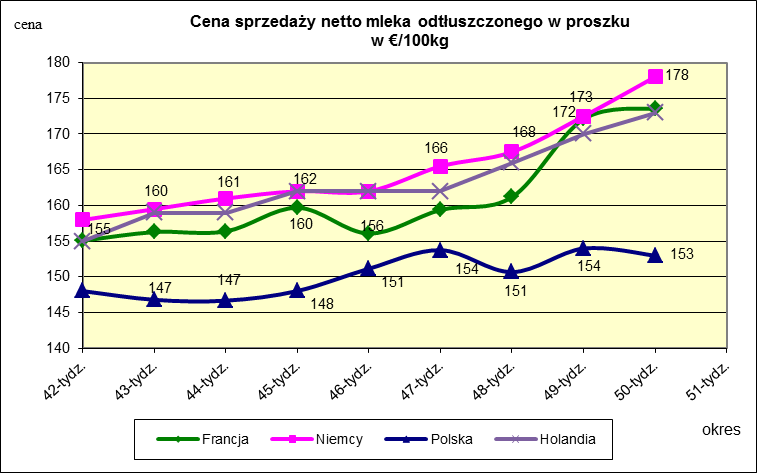 cena
Cena sprzedaży netto mleka odtłuszczonego w proszku
w €/100kg
180
175
170
165
160
155
150
145
140
155
160
161
162
160
156
166
168
172
173
178
147
147
148
151
154
151
154
153
42-tydz.
43-tydz.
44-tydz.
45-tydz.
46-tydz.
47-tydz.
48-tydz.
49-tydz.
50-tydz.
51-tydz.
okres
Francja Niemcy Polska Holandia